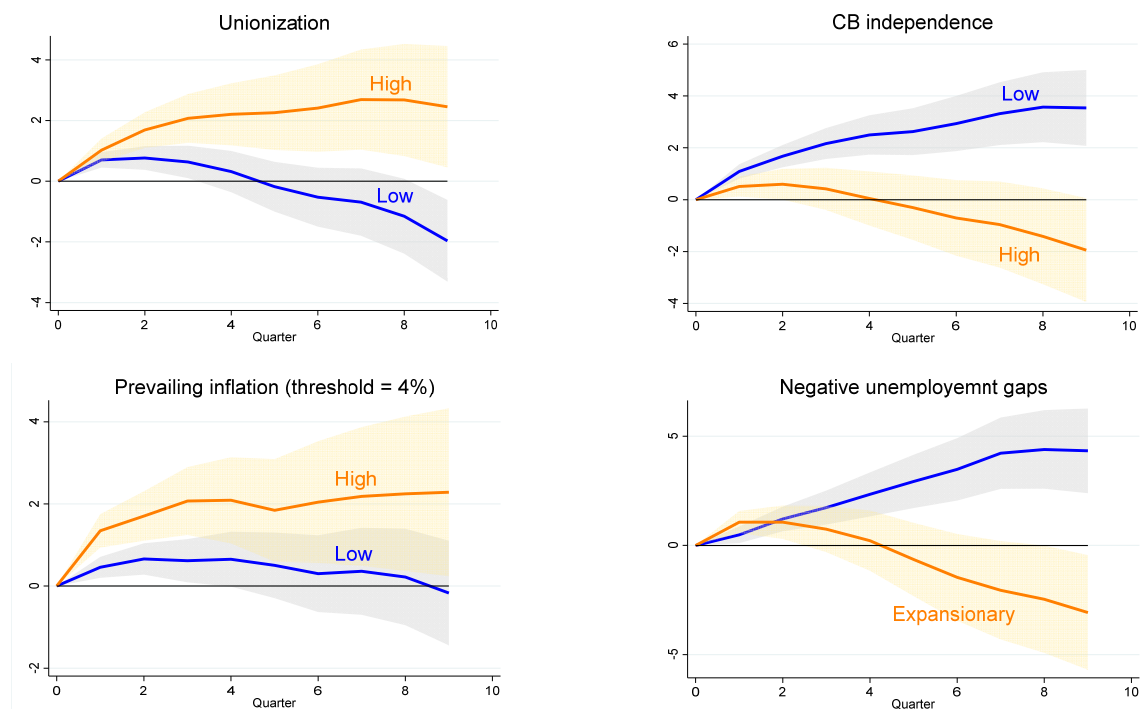 Unionization
4
2
0
-2
-4
High
Low
0 2 4 6 8 10
Quarter
CB independence
6
4
2
0
-2
-4
Low
High
0 2 4 6 8 10
Quarter
Prevailing inflation (threshold = 4%)
4
2
0
-2
High
Low
0 2 4 6 8 10
Quarter
Negative unemployemnt gaps
5
0
-5
Expansionary
0 2 4 6 8 10
Quarter